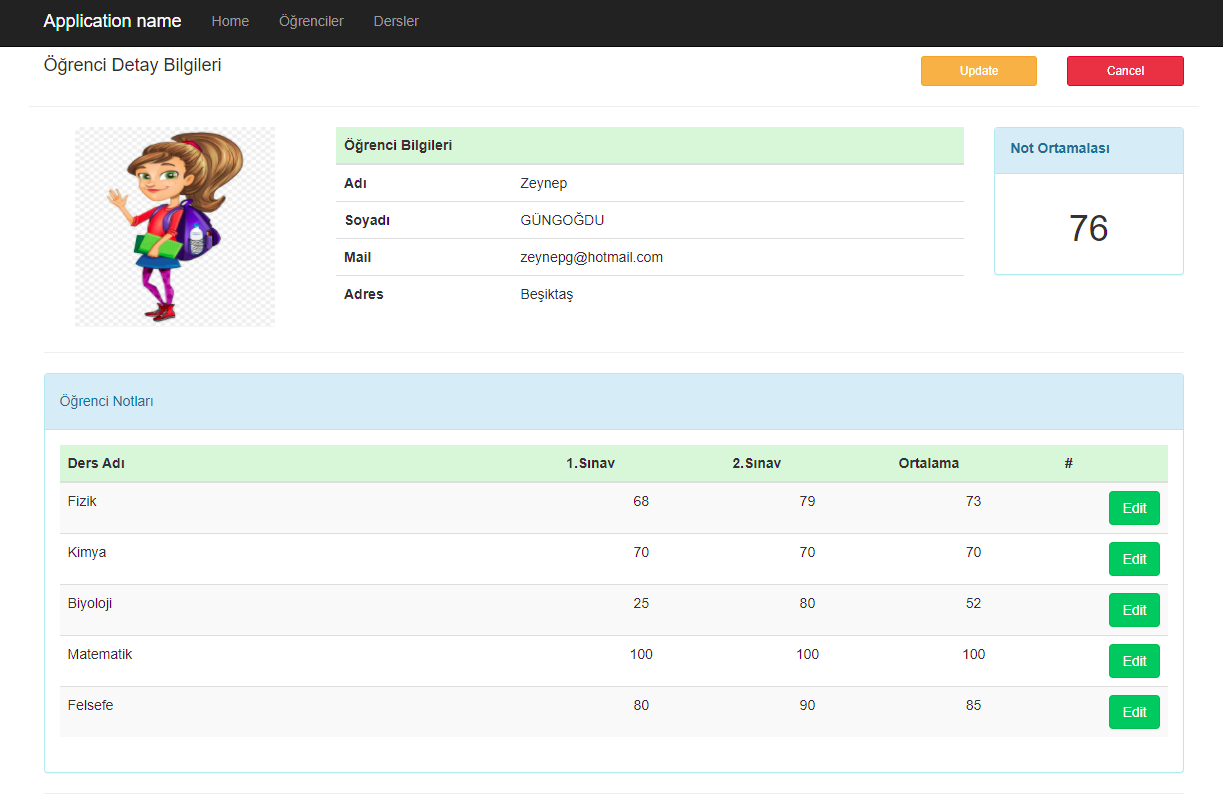 Application name Home Öğrenciler Dersler
Öğrenci Detay Bilgileri Update Cancel
Öğrenci Bilgileri
Adı Zeynep
Soyadı GÜNGOĞDU
Mail zeynepg@hotmail.com
Adres Beşiktaş
Not Ortamalası
76
Öğrenci Notları
Ders Adı 1.Sınav 2.Sınav Ortalama #
Fizik 68 79 73 Edit
Kimya 70 70 70 Edit
Biyoloji 25 80 52 Edit
Matematik 100 100 100 Edit
Felsefe 80 90 85 Edit